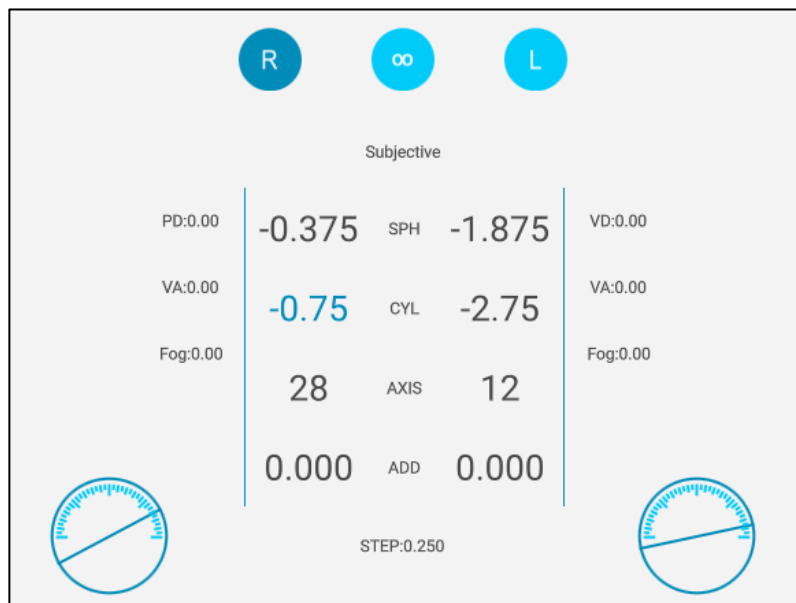 R ∞ L
Subjective
PD:0.00 -0.375 SPH -1.875 VD:0.00
VA:0.00 -0.75 CYL -2.75 VA:0.00
Fog:0.00 28 AXIS 12 Fog:0.00
0.000 ADD 0.000
STEP:0.250